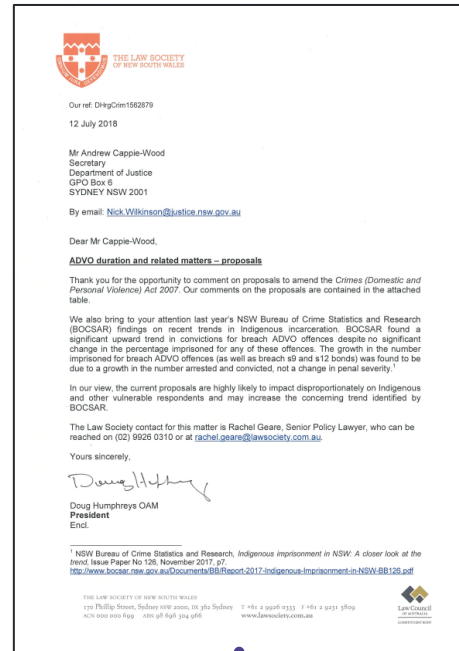 THE LAW SOCIETY
OF NEW SOUTH WALES
Our ref: DHrgCrim1562879
12 July 2018
Mr Andrew Cappie-Wood
Secretary
Department of Justice
GPO Box 6
SYDNEY NSW 2001
By email: Nick.Wilkinson@justice.nsw.gov.au
Dear Mr Cappie-Wood,
ADVO duration and related matters – proposals
Thank you for the opportunity to comment on proposals to amend the Crimes (Domestic and
Personal Violence) Act 2007. Our comments on the proposals are contained in the attached
table.
We also bring to your attention last year's NSW Bureau of Crime Statistics and Research
(BOCSAR) findings on recent trends in Indigenous incarceration. BOCSAR found a
significant upward trend in convictions for breach ADVO offences despite no significant
change in the percentage imprisoned for any of these offences. The growth in the number
imprisoned for breach ADVO offences (as well as breach s9 and s12 bonds) was found to be
due to a growth in the number arrested and convicted, not a change in penal severity.1
In our view, the current proposals are highly likely to impact disproportionately on Indigenous
and other vulnerable respondents and may increase the concerning trend identified by
BOCSAR.
The Law Society contact for this matter is Rachel Geare, Senior Policy Lawyer, who can be
reached on (02) 9926 0310 or at rachel.geare@lawsociety.com.au.
Yours sincerely,
Doug Humphreys OAM
President
Encl.
1 NSW Bureau of Crime Statistics and Research, Indigenous imprisonment in NSW: A closer look at the
trend, Issue Paper No 126, November 2017, p7.
http://www.bocsar.nsw.gov.au/Documents/BB/Report-2017-Indigenous-Imprisonment-in-NSW-BB126.pdf
THE LAW SOCIETY OF NEW SOUTH WALES
170 Phillip Street, Sydney NSW 2000, DX 362 Sydney T +61 2 9926 0333 F +61 2 9231 5809
ACN 000 000 699 ABN 98 696 304 966 www.lawsociety.com.au
Law Council
OF AUSTRALIA